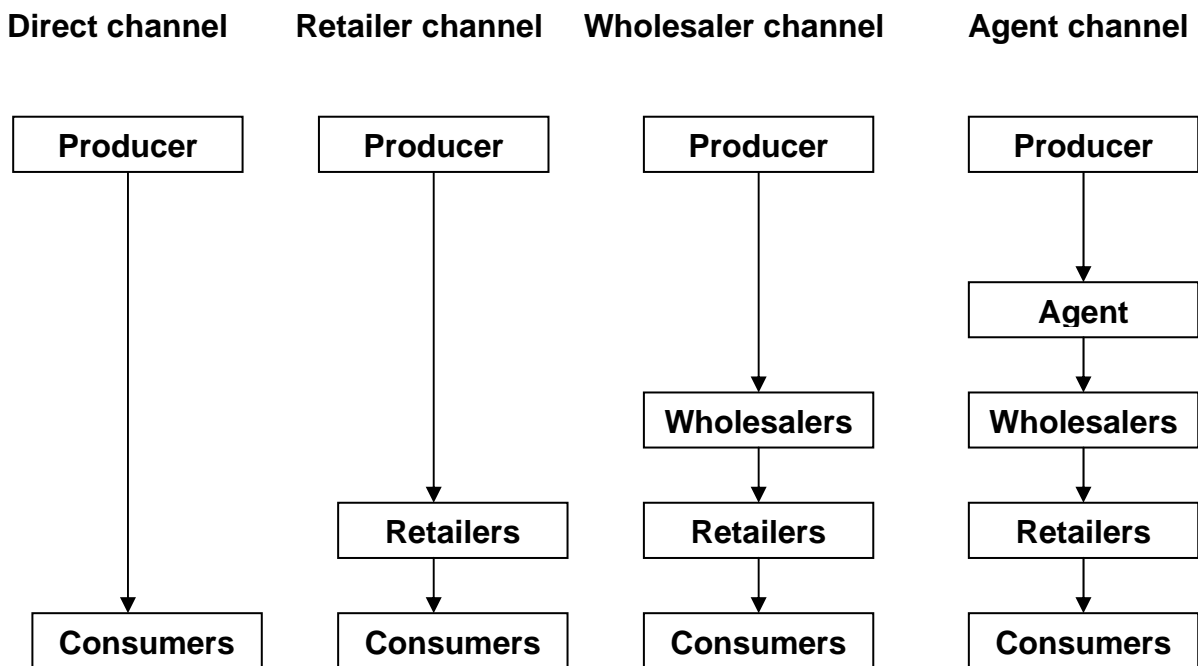 Direct channel Retailer channel Wholesaler channel Agent channel
Producer Producer Producer Producer
Agent
Wholesalers Wholesalers
Retailers Retailers Retailers
Consumers Consumers Consumers Consumers